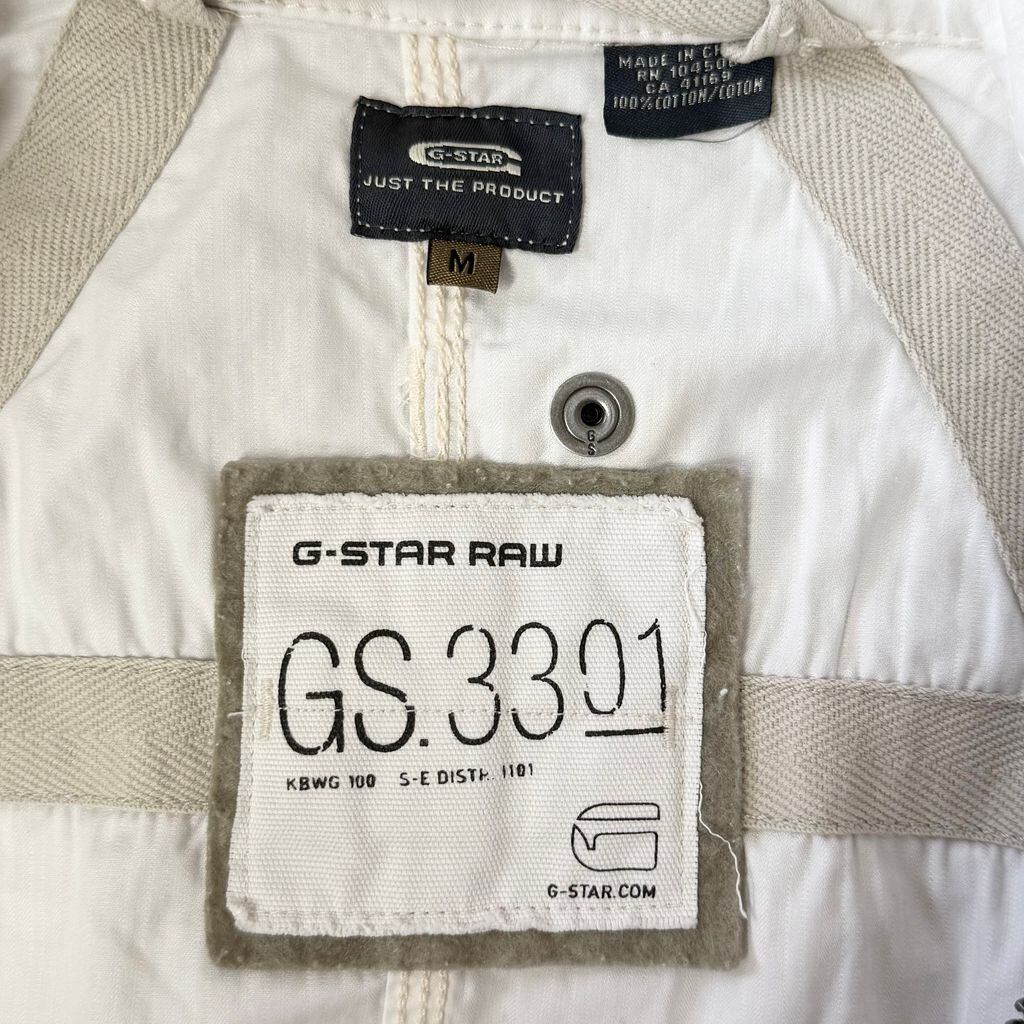 MADE IN
RN 10450
CA 41169
100% COTTON/COTON
G-STAR
JUST THE PRODUCT
M
GS
G-STAR RAW
GS.3301
KBWG 100 S-E DISTR. 1101
G-STAR.COM